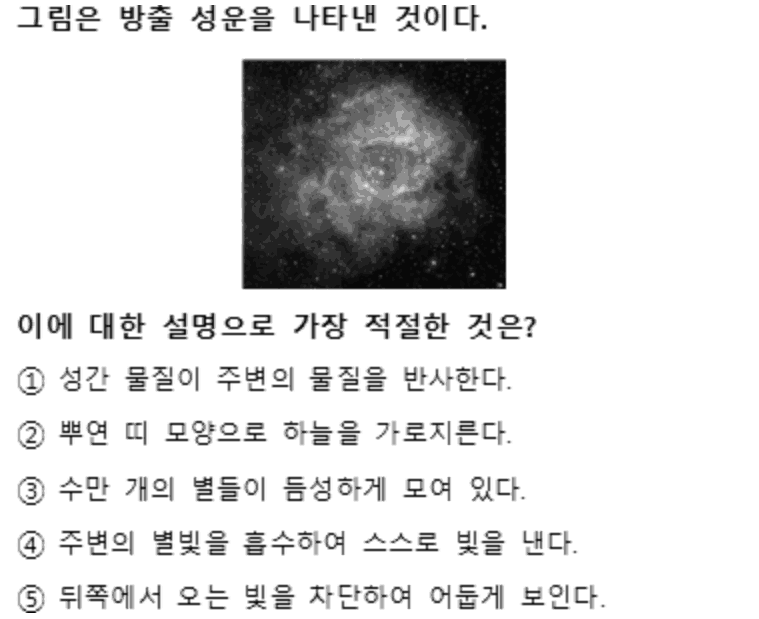 그림은 방출 성운을 나타낸 것이다.
이에 대한 설명으로 가장 적절한 것은?
① 성간 물질이 주변의 물질을 반사한다.
② 뿌연 띠 모양으로 하늘을 가로지른다.
③ 수만 개의 별들이 듬성하게 모여 있다.
④ 주변의 별빛을 흡수하여 스스로 빛을 낸다.
⑤ 뒤쪽에서 오는 빛을 차단하여 어둡게 보인다.